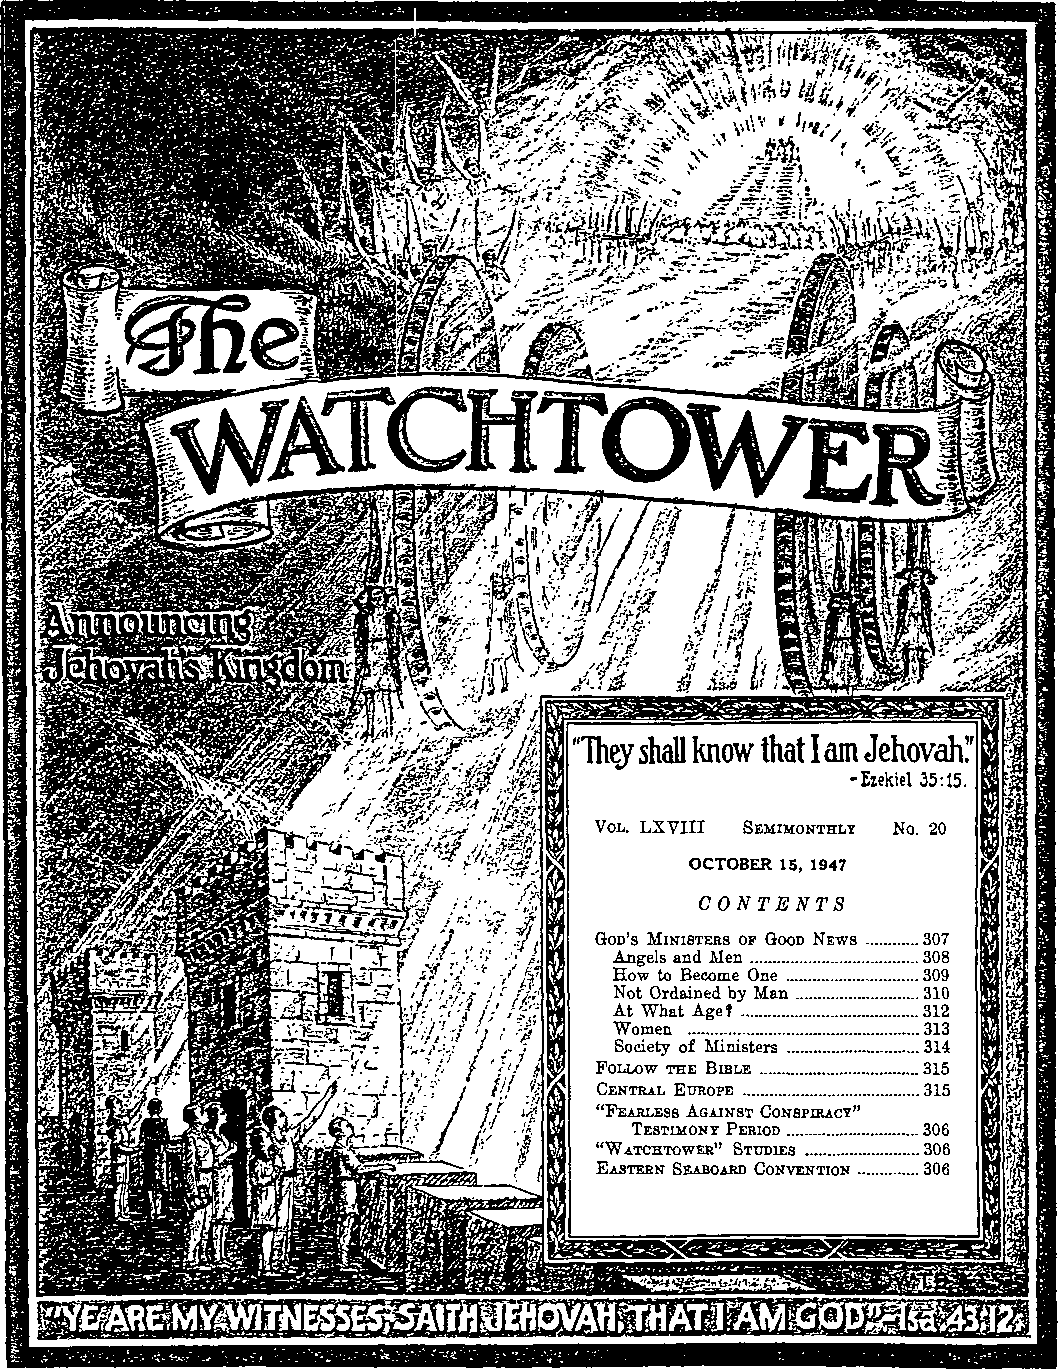 The
WATCHTOWER
Announcing
Jehovah's Kingdom
"They shall know that I am Jehovah."
-Ezekiel 35:15.
VOL. LXVIII SEMIMONTHLY No. 20
OCTOBER 15, 1947
CONTENTS
GOD'S MINISTERS OF GOOD NEWS ............ 307
Angels and Men ........................................ 308
How to Become One ............................... 309
Not Ordained by Man ............................. 310
At What Age? .......................................... 312
Women ...................................................... 313
Society of Ministers ............................... 314
FOLLOW THE BIBLE ...................................... 315
CENTRAL EUROPE .......................................... 315
"FEARLESS AGAINST CONSPIRACY"
TESTIMONY PERIOD ............................... 306
"WATCHTOWER" STUDIES ........................... 306
EASTERN SEABOARD CONVENTION .............. 306
"YE ARE MY WITNESSES, SAITH JEHOVAH, THAT I AM GOD."-Isa. 43:12.